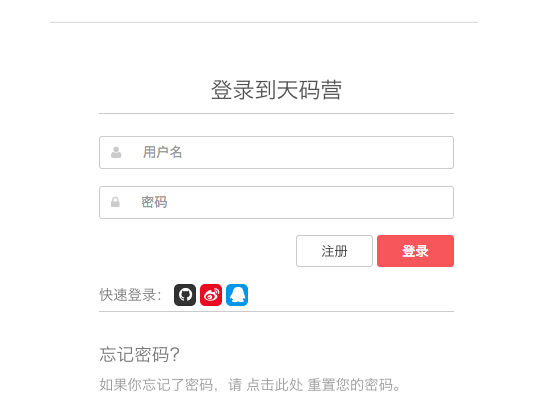 登录到天码营
用户名
密码
注册 登录
快速登录：
忘记密码?
如果你忘记了密码，请 点击此处 重置您的密码。